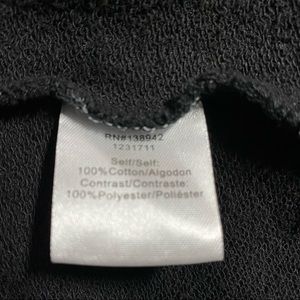 RN#138942
1231711
Self/Self:
100%Cotton/Algodon
Contrast/Contraste:
100%Polyester/Poliéster